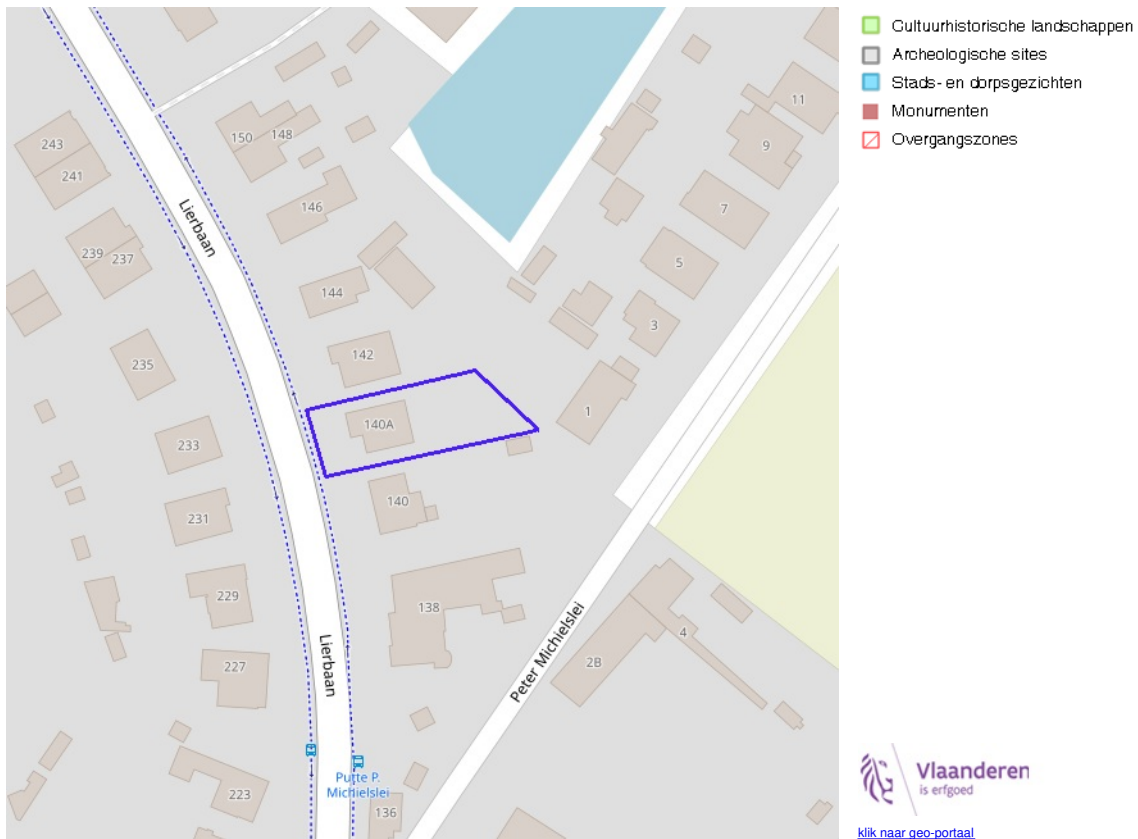 Cultuurhistorische landschappen
Archeologische sites
Stads- en dorpsgezichten
Monumenten
Overgangszones
243
241
150
148
11
9
146
7
Lierbaan
239
237
5
144
3
235
142
1
140A
233
140
231
229
138
Peter Michielslei
4
2B
Lierbaan
227
Putte P.
Michielslei
223
136
Vlaanderen
is erfgoed
klik naar geo-portaal